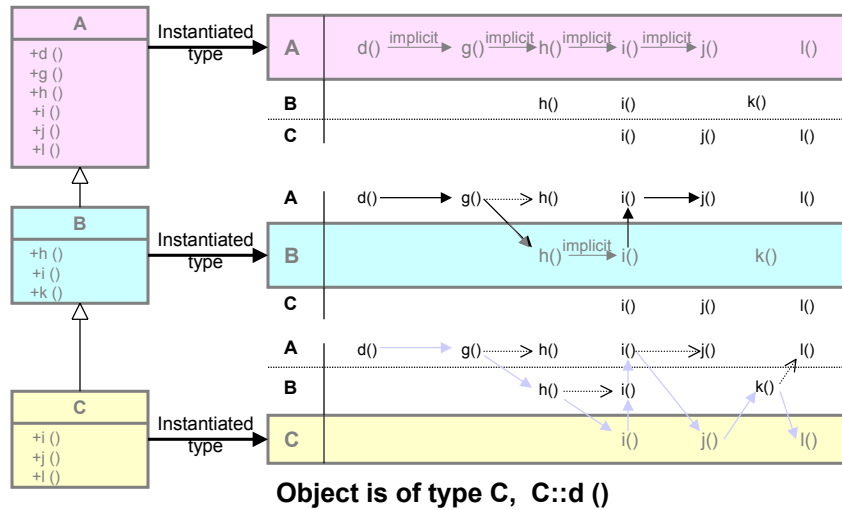 A
+d ()
+g ()
+h ()
+i ()
+j ()
+l ()
Instantiated
type
A d() implicit g() implicit h() implicit i() implicit j() l()
B h() i() k()
C i() j() l()
B
+h ()
+i ()
+k ()
Instantiated
type
A d() g() h() i() j() l()
B h() implicit i() k()
C i() j() l()
C
+i ()
+j ()
+l ()
Instantiated
type
A d() g() h() i() j() l()
B h() i() k()
C i() j() l()
Object is of type C, C::d ()